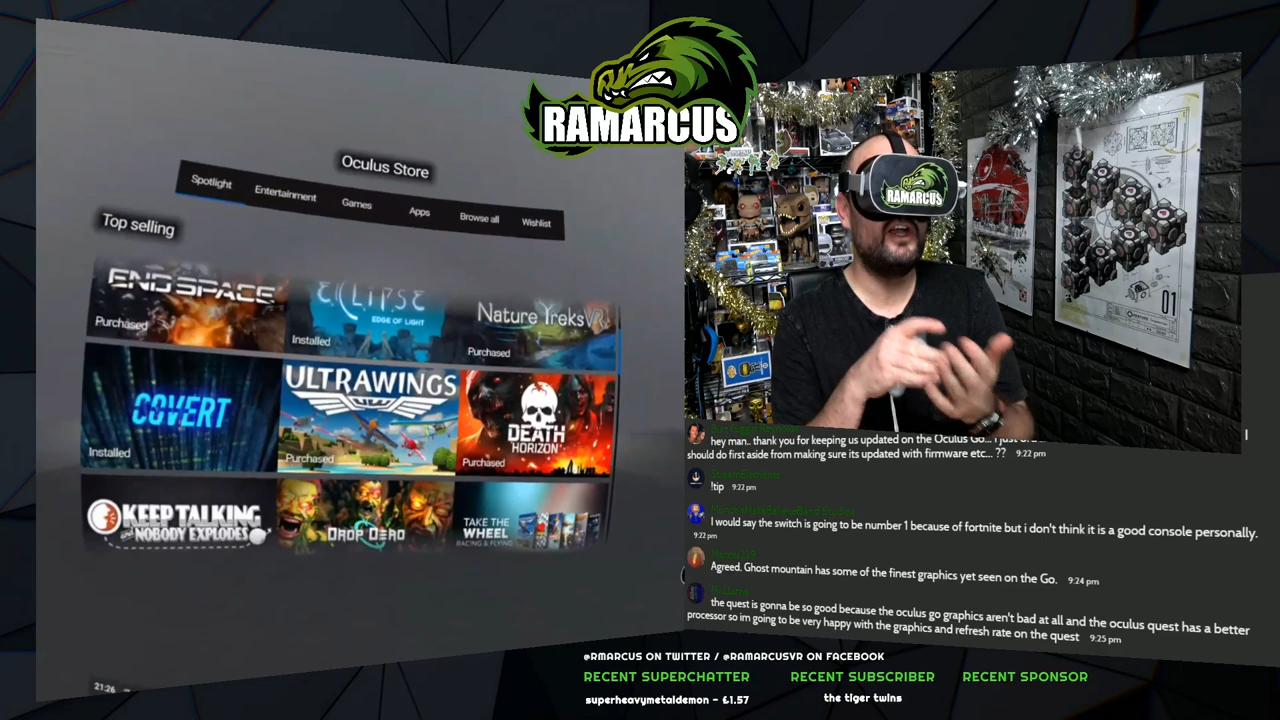 RAMARCUS
Oculus Store
Spotlight
Entertainment
Games
Apps
Browse all
Wishlist
Top selling
END SPACE
Purchased
ECLIPSE
EDGE OF LIGHT
Installed
Nature Treks VR
Purchased
COVERT
Installed
ULTRAWINGS
UW
Purchased
DEATH
HORIZON
Purchased
KEEP TALKING
AND NOBODY EXPLODES
DROP DEAD
TAKE THE
WHEEL
RACING & FLYING
21:26
RAMARCUS
01
hey man.. thank you for keeping us updated on the Oculus Go... I just
should do first aside from making sure its updated with firmware etc... ?? 9:22 pm
StreamElements
!tip 9:22 pm
I would say the switch is going to be number 1 because of fortnite but i don't think it is a good console personally.
9:22 pm
Agreed. Ghost mountain has some of the finest graphics yet seen on the Go. 9:24 pm
the quest is gonna be so good because the oculus go graphics aren't bad at all and the oculus quest has a better
processor so im going to be very happy with the graphics and refresh rate on the quest 9:25 pm
@RMARCUS ON TWITTER / @RAMARCUSVR ON FACEBOOK
RECENT SUPERCHATTER
RECENT SUBSCRIBER
RECENT SPONSOR
superheavymetaldemon - £1.57
the tiger twins